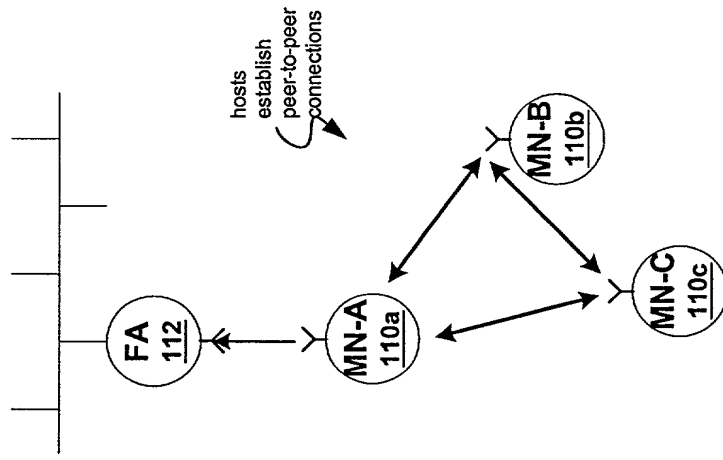 hosts
establish
peer-to-peer
connections
FA
112
MN-A
110a
MN-B
110b
MN-C
110c